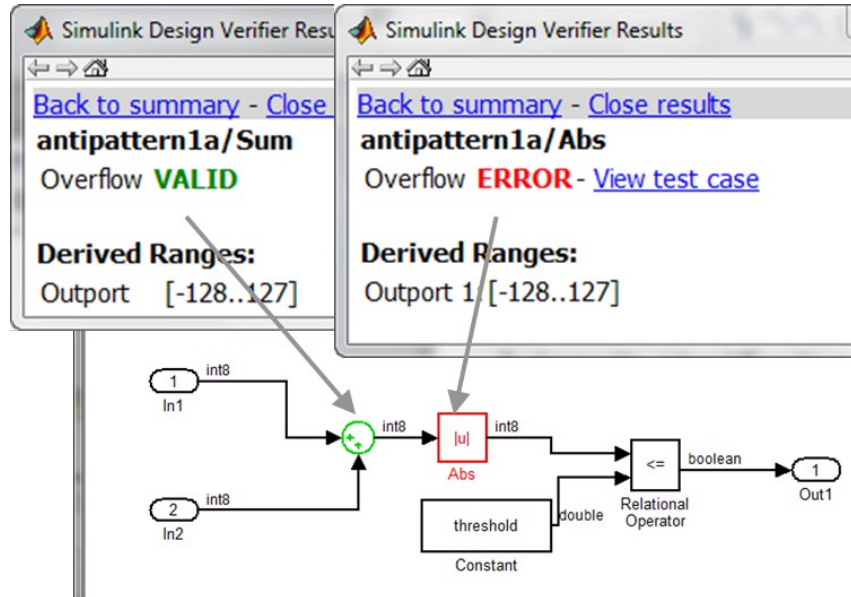 Simulink Design Verifier Resu
Back to summary - Close
antipattern1a/Sum
Overflow VALID
Derived Ranges:
Outport [-128..127]
Simulink Design Verifier Results
Back to summary - Close results
antipattern1a/Abs
Overflow ERROR - View test case
Derived Ranges:
Outport 1: [-128..127]
1
int8
In1
2
int8
In2
++
int8
|u|
Abs
int8
threshold
Constant
double
<=
Relational
Operator
boolean
1
Out1